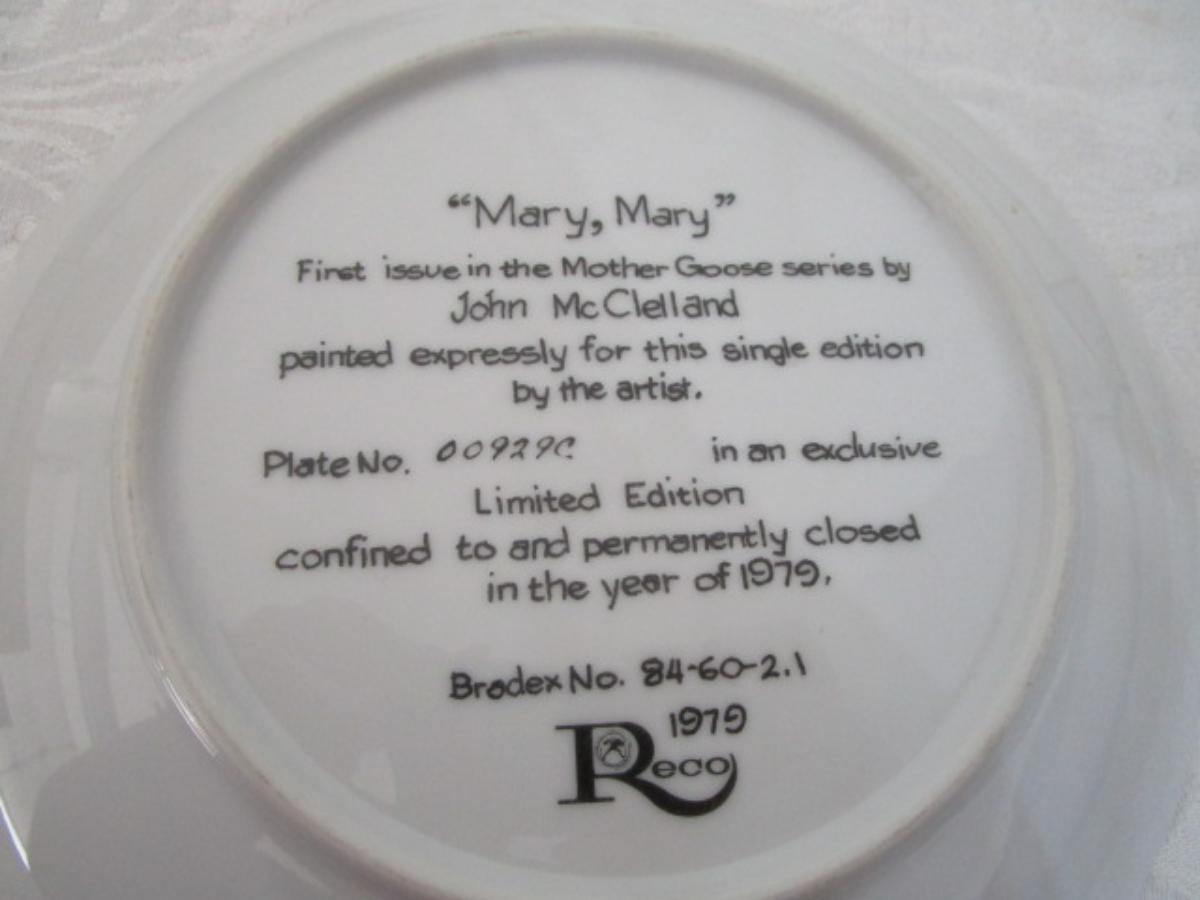 “Mary, Mary”
First issue in the Mother Goose series by
John McClelland
painted expressly for this single edition
by the artist.
Plate No. 00929C in an exclusive
Limited Edition
confined to and permanently closed
in the year of 1979.
Bradex No. 84-60-2.1
1979
Reco